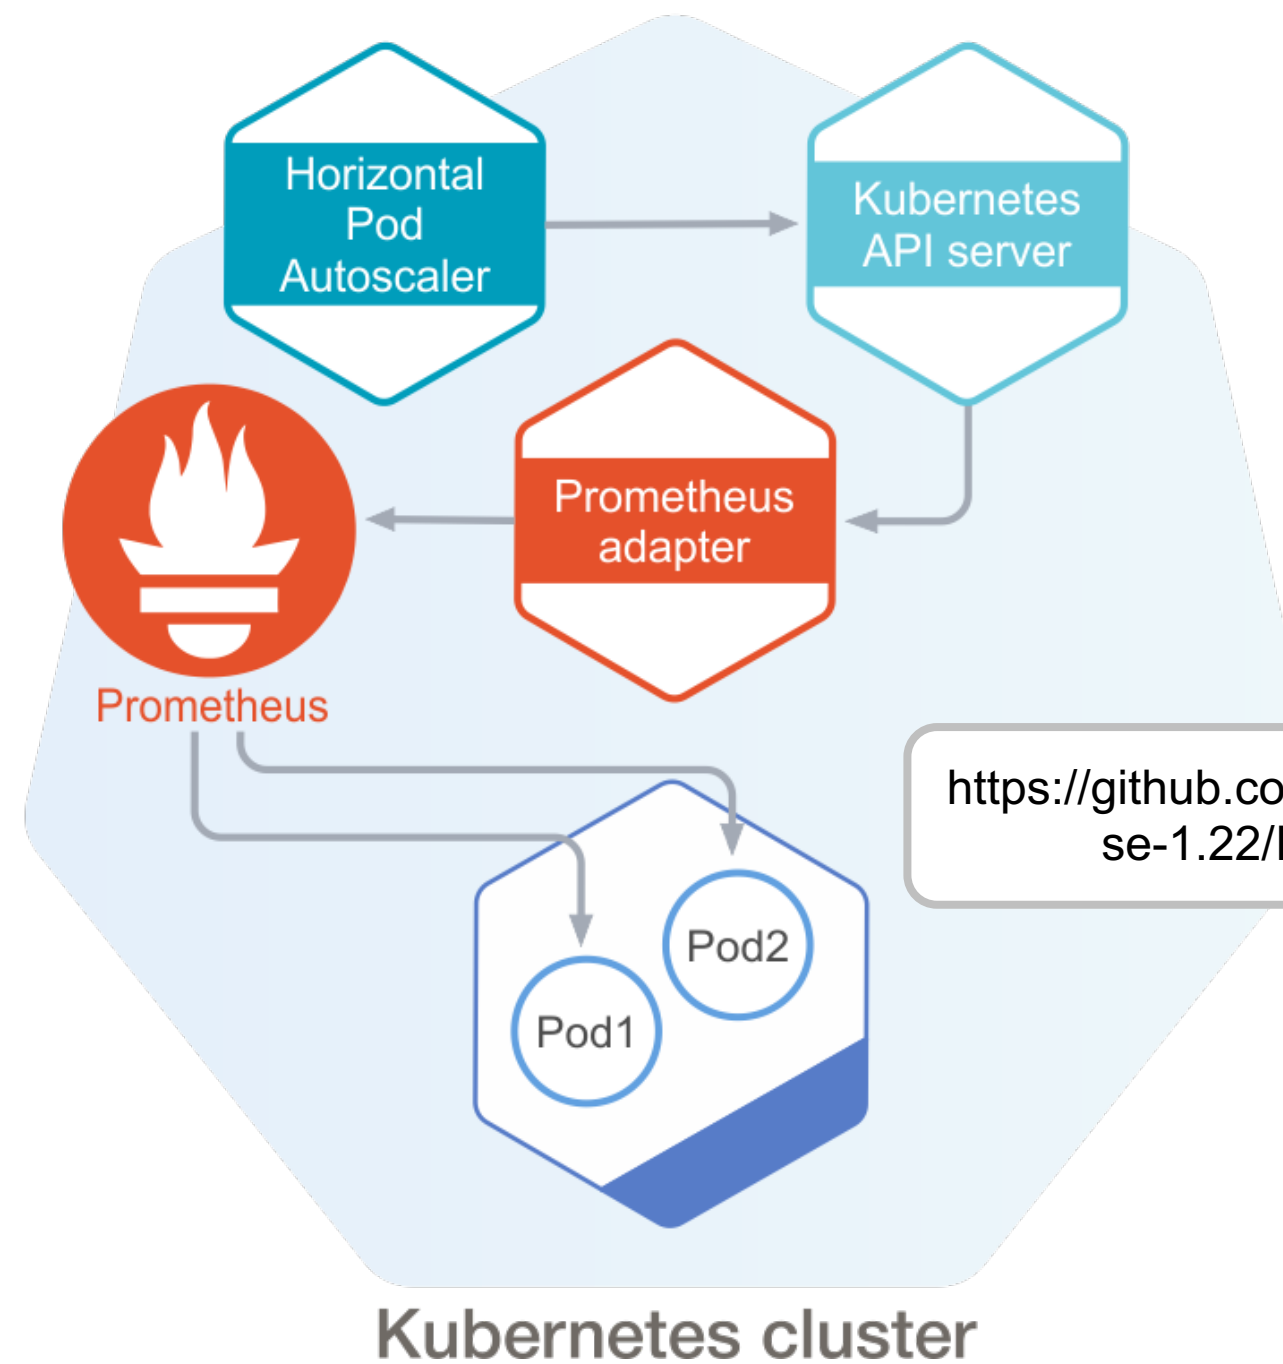 Horizontal
Pod
Autoscaler
Kubernetes
API server
Prometheus
adapter
Prometheus
https://github.co
se-1.22/
Pod2
Pod1
Kubernetes cluster